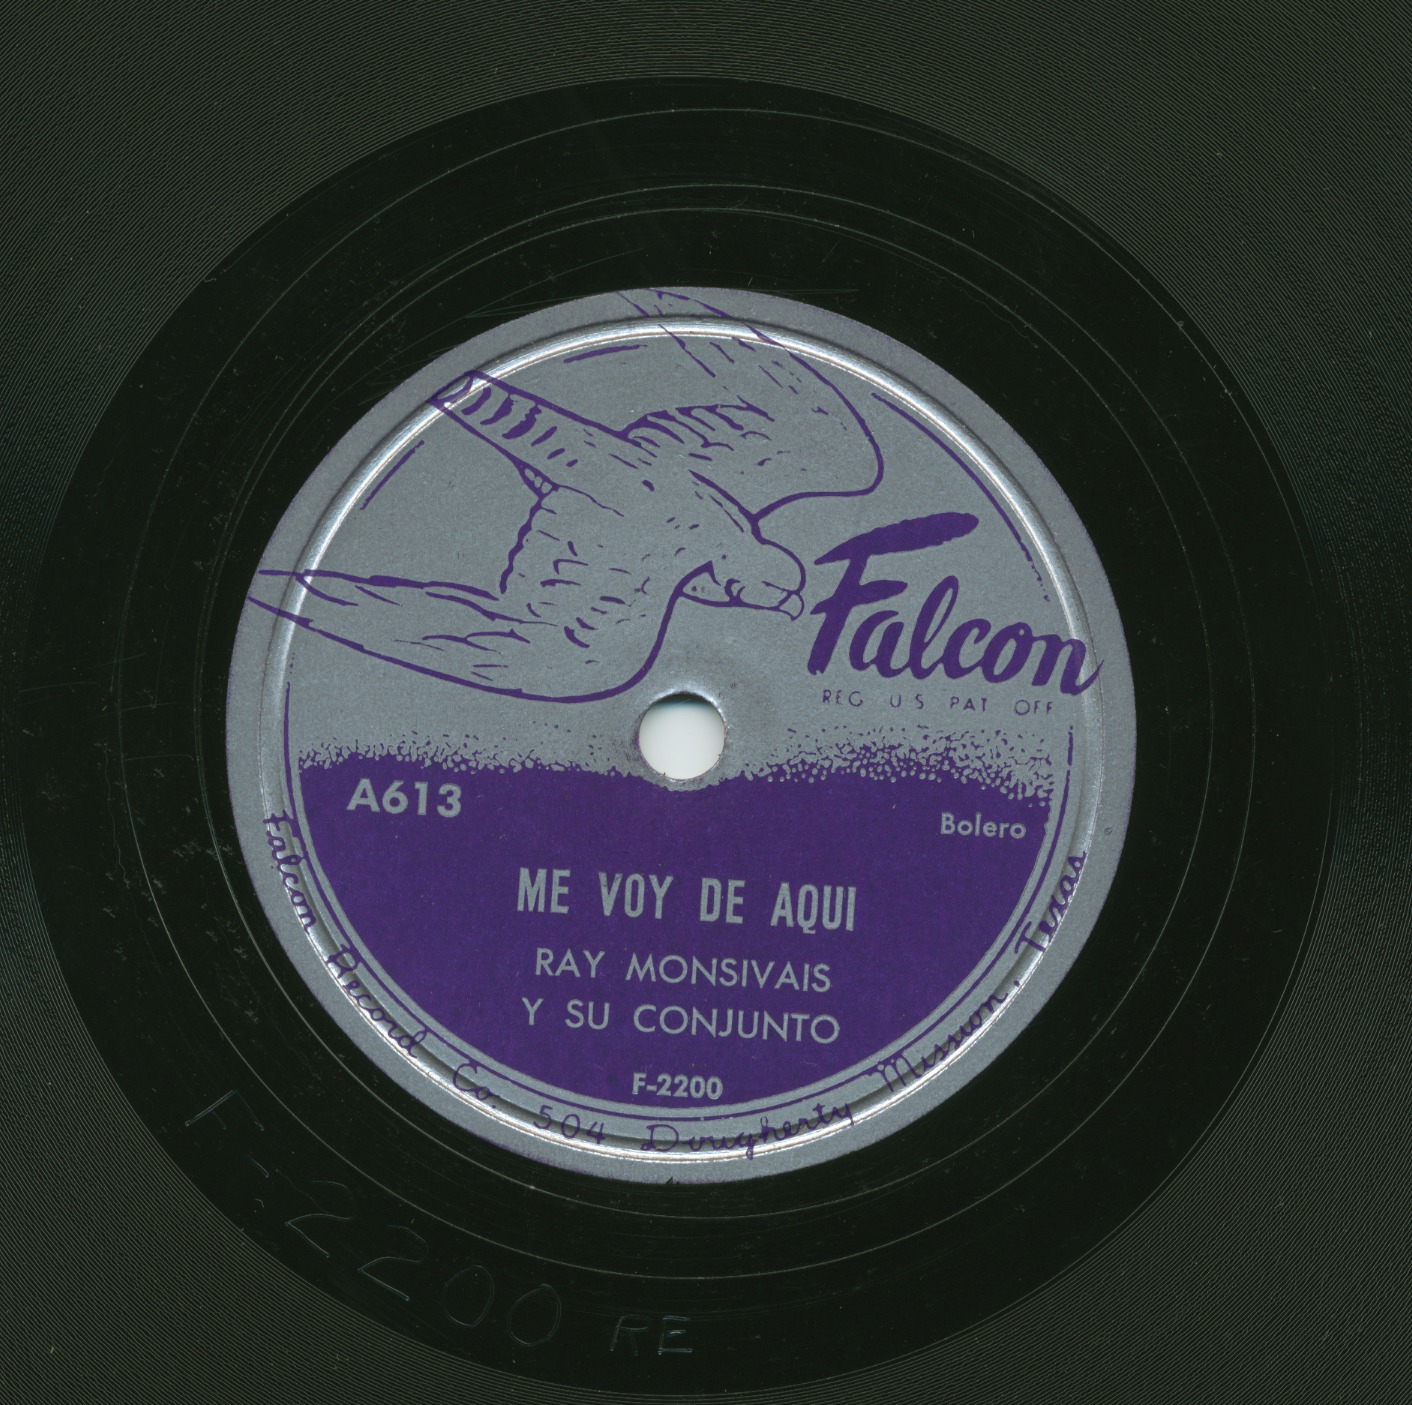 Falcon
REG U S PAT OFF
A613
Bolero
ME VOY DE AQUI
RAY MONSIVAIS
Y SU CONJUNTO
F-2200
Falcon Record Co. 504 Dougherty Mission, Texas
F-2200 RE